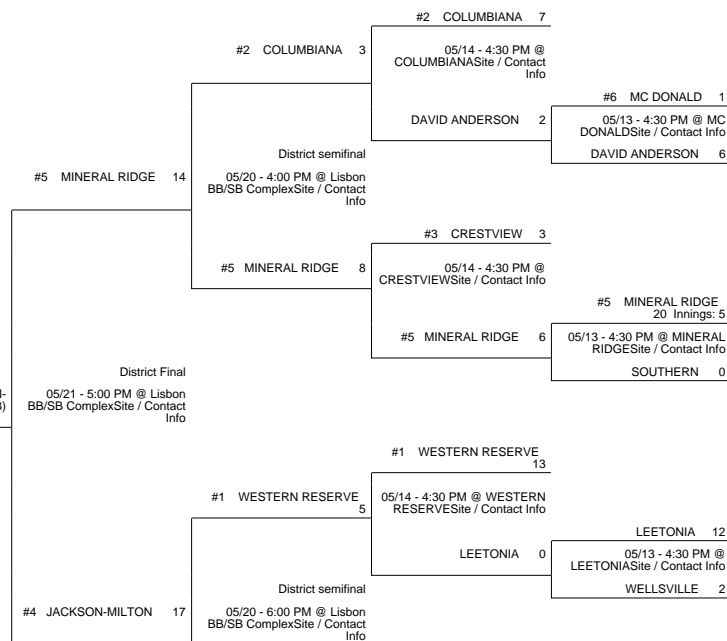 #2 COLUMBIANA 7
#2 COLUMBIANA 3
05/14 - 4:30 PM @
COLUMBIANASite / Contact
Info
#6 MC DONALD 1
DAVID ANDERSON 2
05/13 - 4:30 PM @ MC
DONALDSite / Contact Info
District semifinal
DAVID ANDERSON 6
#5 MINERAL RIDGE 14
05/20 - 4:00 PM @ Lisbon
BB/SB ComplexSite / Contact
Info
#3 CRESTVIEW 3
#5 MINERAL RIDGE 8
05/14 - 4:30 PM @
CRESTVIEWSite / Contact Info
#5 MINERAL RIDGE
20 Innings: 5
#5 MINERAL RIDGE 6
05/13 - 4:30 PM @ MINERAL
RIDGESite / Contact Info
District Final
SOUTHERN 0
05/21 - 5:00 PM @ Lisbon
BB/SB ComplexSite / Contact
Info
#1 WESTERN RESERVE
13
#1 WESTERN RESERVE
5
05/14 - 4:30 PM @ WESTERN
RESERVESite / Contact Info
LEETONIA 12
LEETONIA 0
05/13 - 4:30 PM @
LEETONIASite / Contact Info
District semifinal
WELLSVILLE 2
#4 JACKSON-MILTON 17
05/20 - 6:00 PM @ Lisbon
BB/SB ComplexSite / Contact
Info